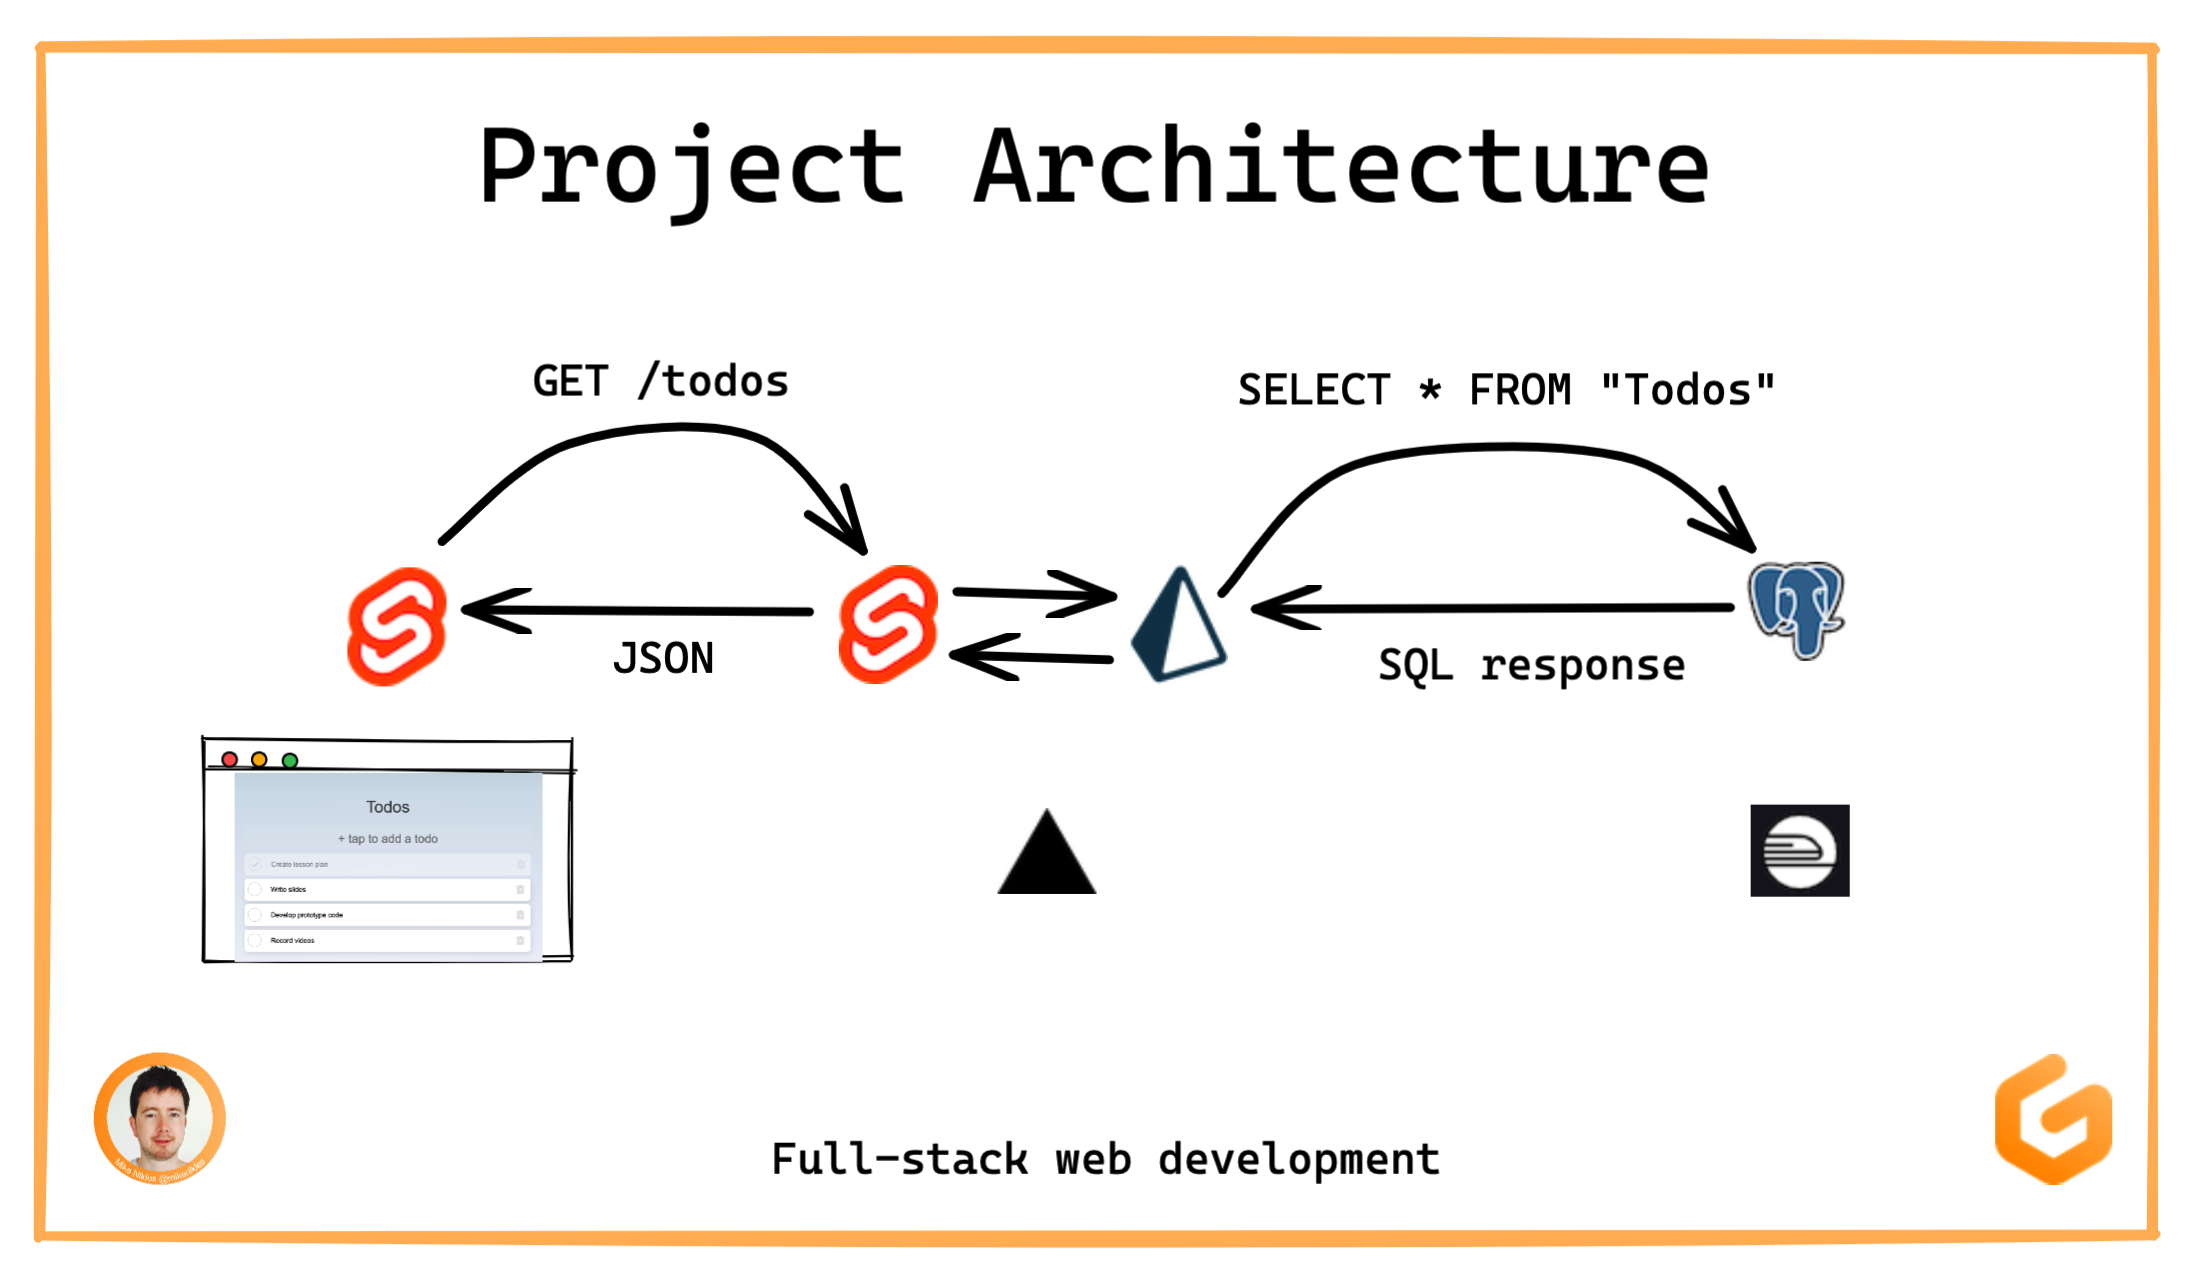 Project Architecture
GET /todos
SELECT * FROM "Todos"
JSON
SQL response
Todos
+ tap to add a todo
Create lesson plan
Write slides
Develop prototype code
Record videos
Mike Nikles @mikenikles
Full-stack web development